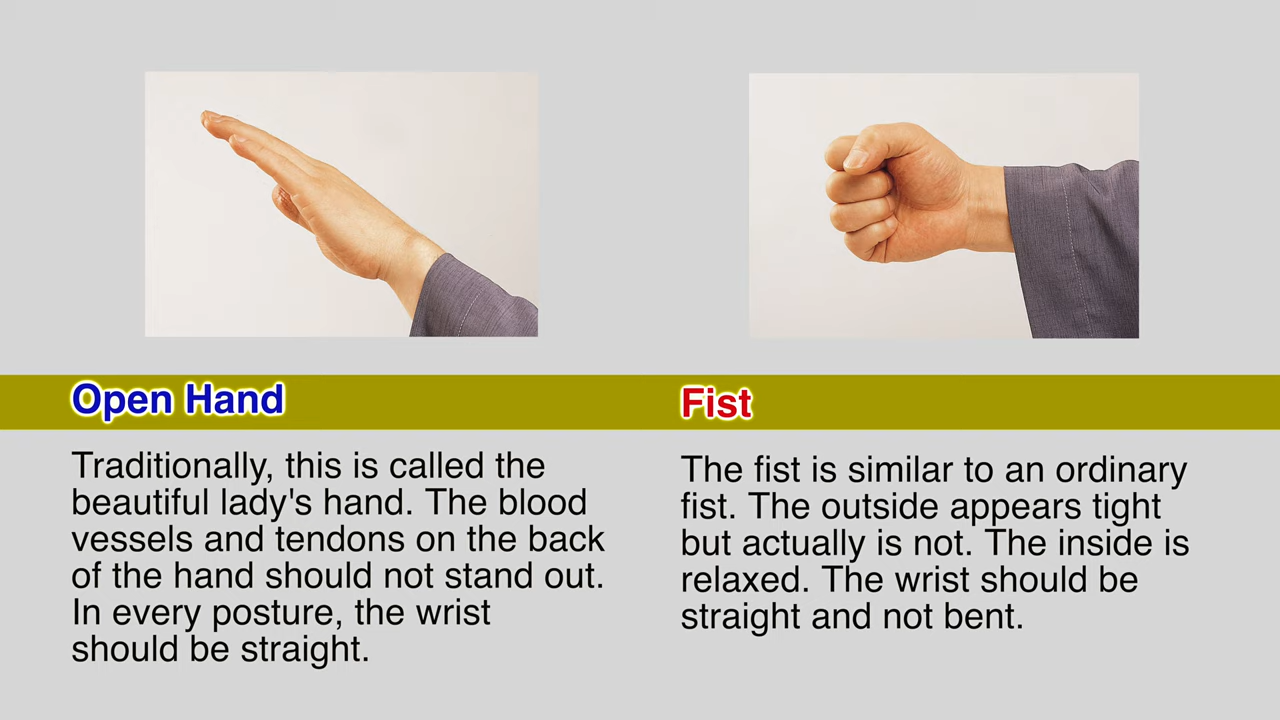 Open Hand
Traditionally, this is called the
beautiful lady's hand. The blood
vessels and tendons on the back
of the hand should not stand out.
In every posture, the wrist
should be straight.
Fist
The fist is similar to an ordinary
fist. The outside appears tight
but actually is not. The inside is
relaxed. The wrist should be
straight and not bent.